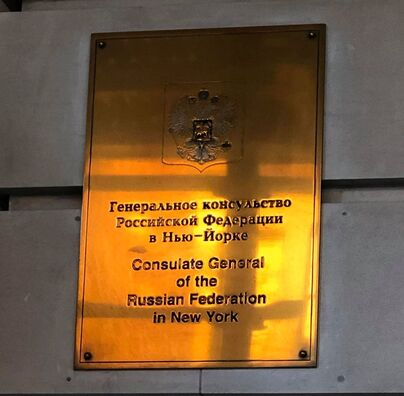 Генеральное консульство
Российской Федерации
в Нью-Йорке
Consulate General
of the
Russian Federation
in New York